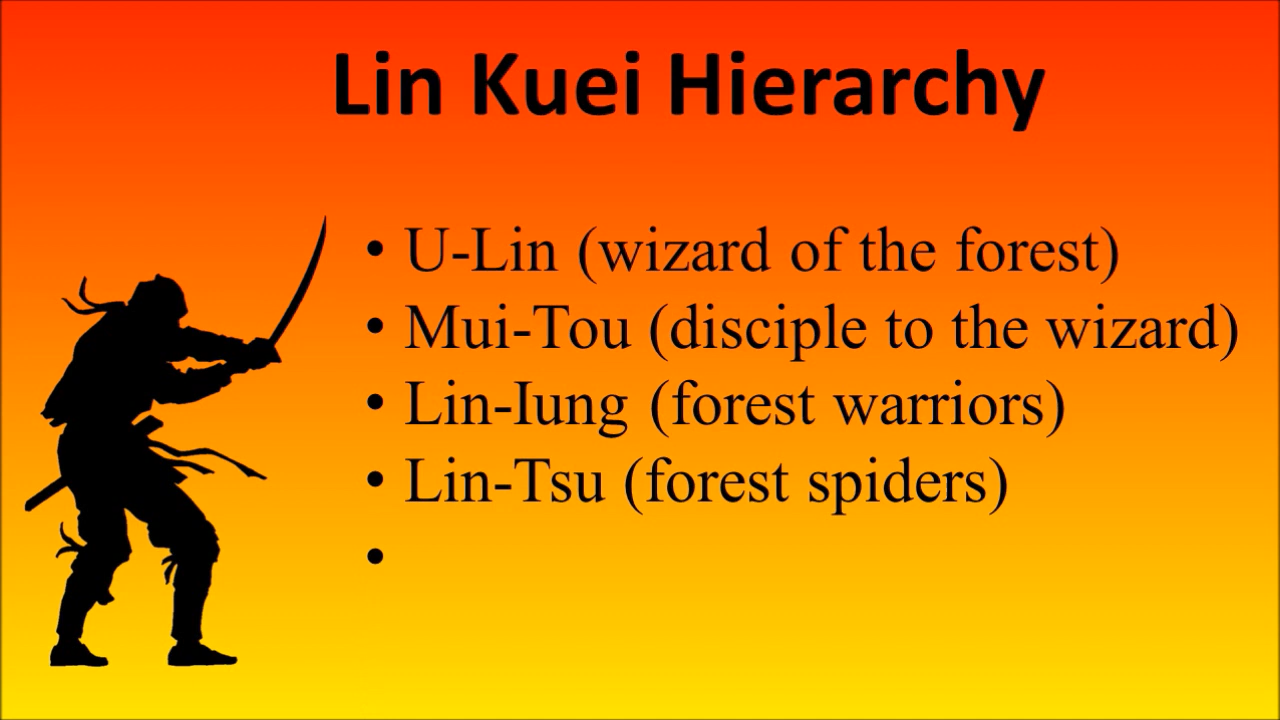 Lin Kuei Hierarchy
• U-Lin (wizard of the forest)
• Mui-Tou (disciple to the wizard)
• Lin-Iung (forest warriors)
• Lin-Tsu (forest spiders)
•